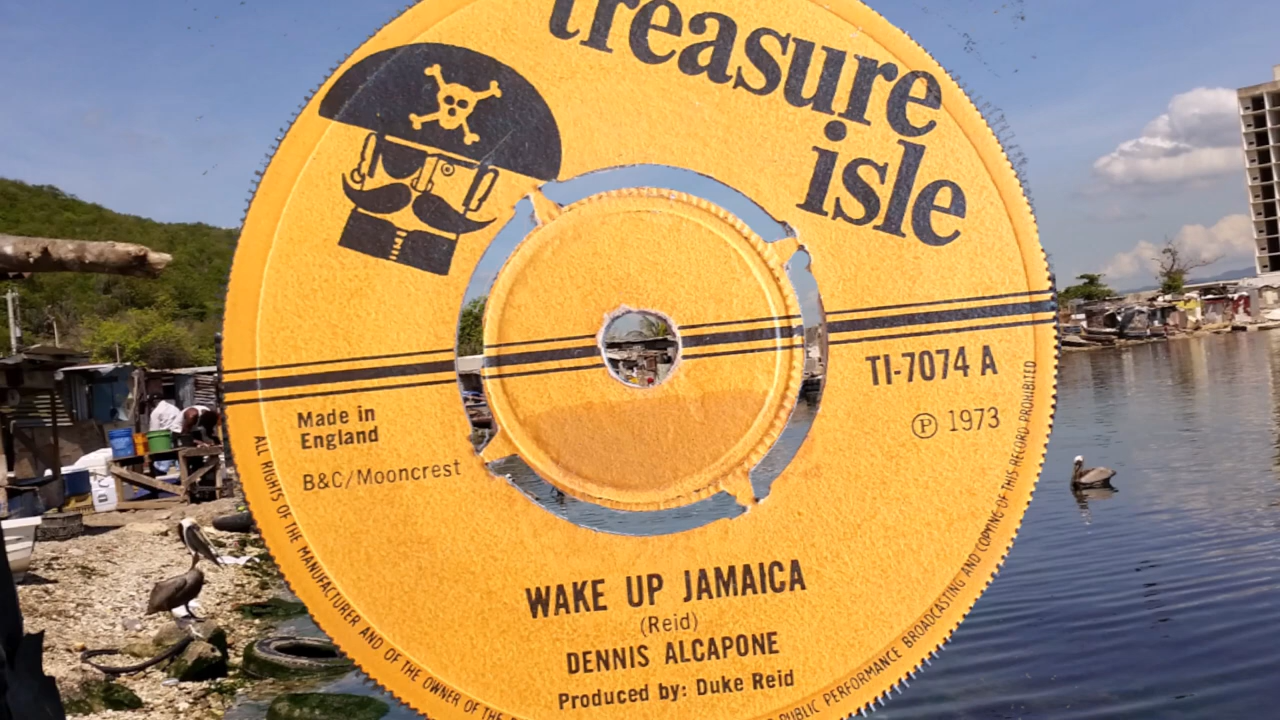 treasure
isle
TI-7074 A
Made in
England
Ⓟ 1973
B&C/Mooncrest
WAKE UP JAMAICA
(Reid)
DENNIS ALCAPONE
Produced by: Duke Reid
ALL RIGHTS OF THE MANUFACTURER AND OF THE OWNER OF THE
PUBLIC PERFORMANCE BROADCASTING AND COPYING OF THIS RECORD PROHIBITED